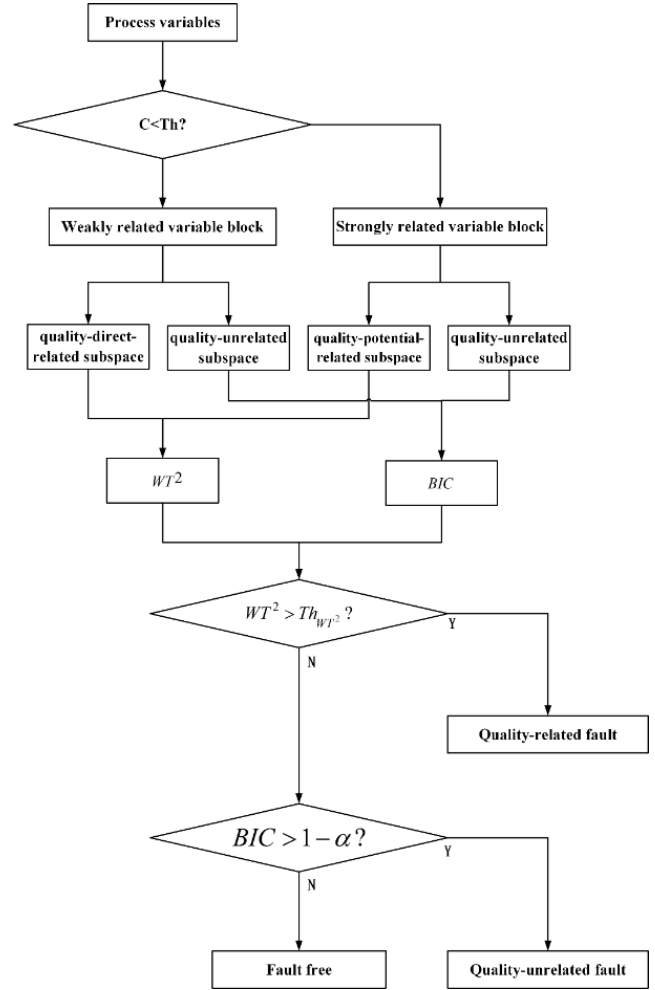 Process variables
C<Th?
Weakly related variable block
Strongly related variable block
quality-direct-
related subspace
quality-unrelated
subspace
quality-potential-
related subspace
quality-unrelated
subspace
WT²
BIC
WT² > Th_WT² ?
Y
N
Quality-related fault
BIC > 1 − α ?
Y
N
Fault free
Quality-unrelated fault